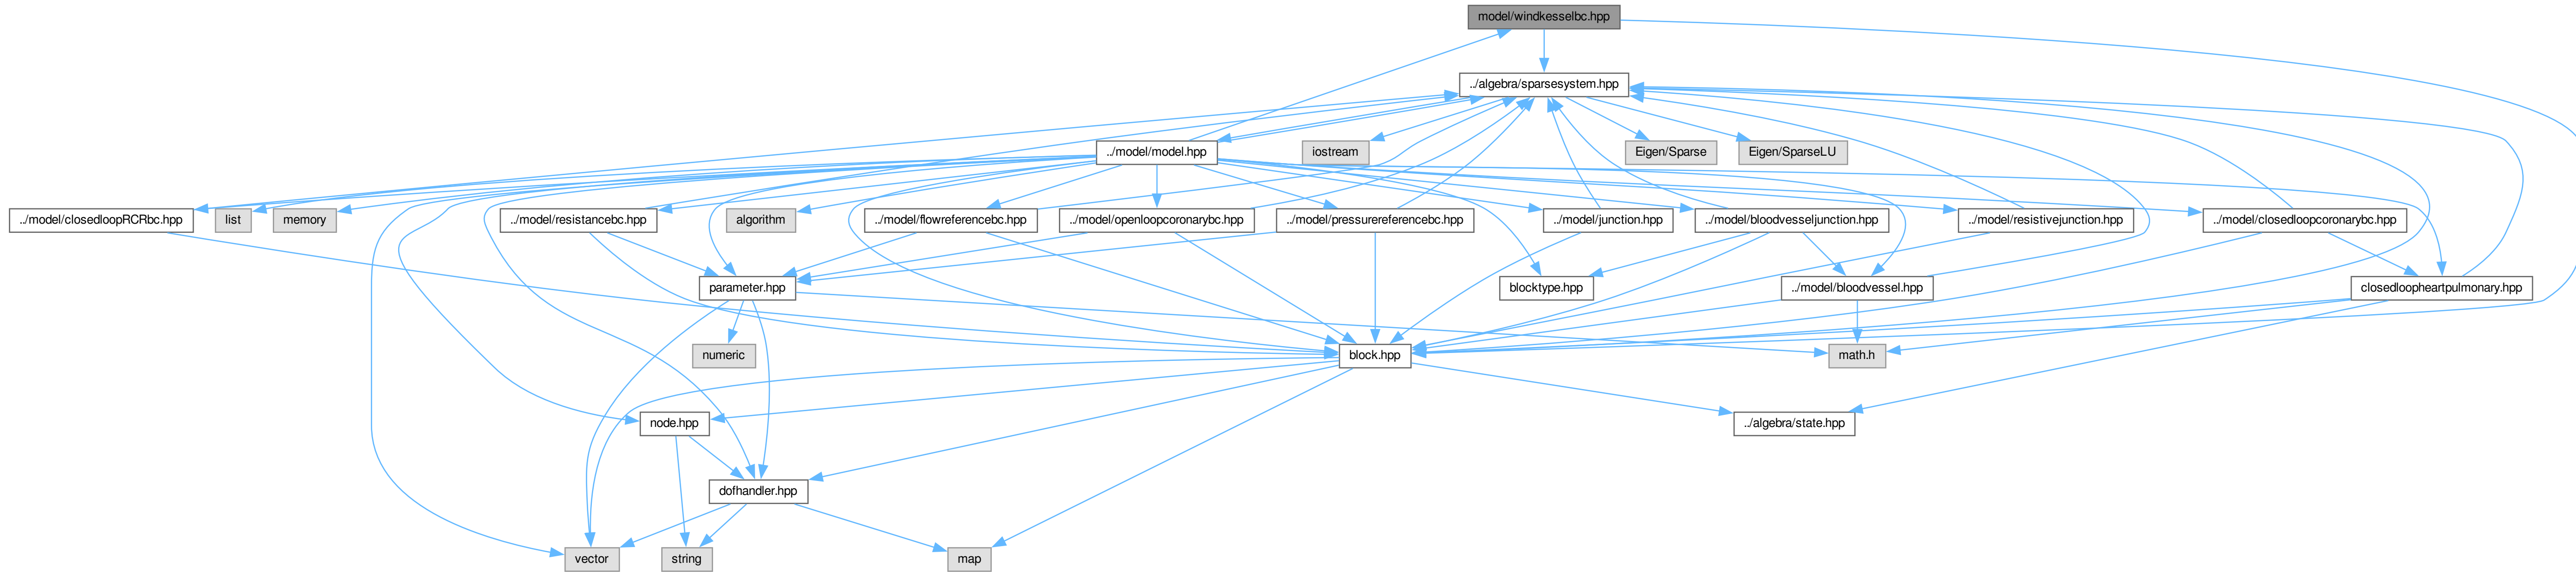 model/windkesselbc.hpp
../algebra/sparsesystem.hpp
../model/model.hpp
iostream
Eigen/Sparse
Eigen/SparseLU
../model/closedloopRCRbc.hpp
list
memory
../model/resistancebc.hpp
algorithm
../model/flowreferencebc.hpp
../model/openloopcoronarybc.hpp
../model/pressurereferencebc.hpp
../model/junction.hpp
../model/bloodvesseljunction.hpp
../model/resistivejunction.hpp
../model/closedloopcoronarybc.hpp
parameter.hpp
blocktype.hpp
../model/bloodvessel.hpp
closedloopheartpulmonary.hpp
numeric
block.hpp
math.h
node.hpp
../algebra/state.hpp
dofhandler.hpp
vector
string
map